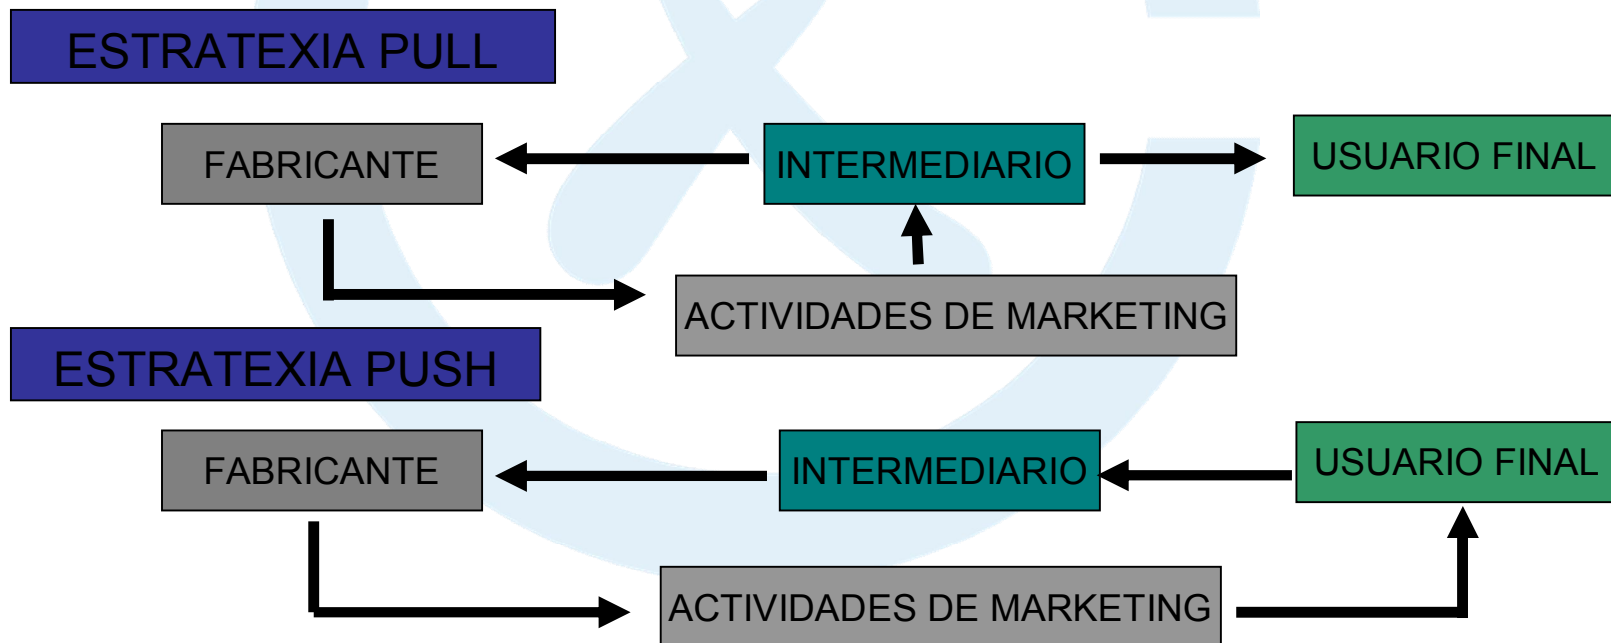 ESTRATEXIA PULL
FABRICANTE
INTERMEDIARIO
USUARIO FINAL
ACTIVIDADES DE MARKETING
ESTRATEXIA PUSH
FABRICANTE
INTERMEDIARIO
USUARIO FINAL
ACTIVIDADES DE MARKETING